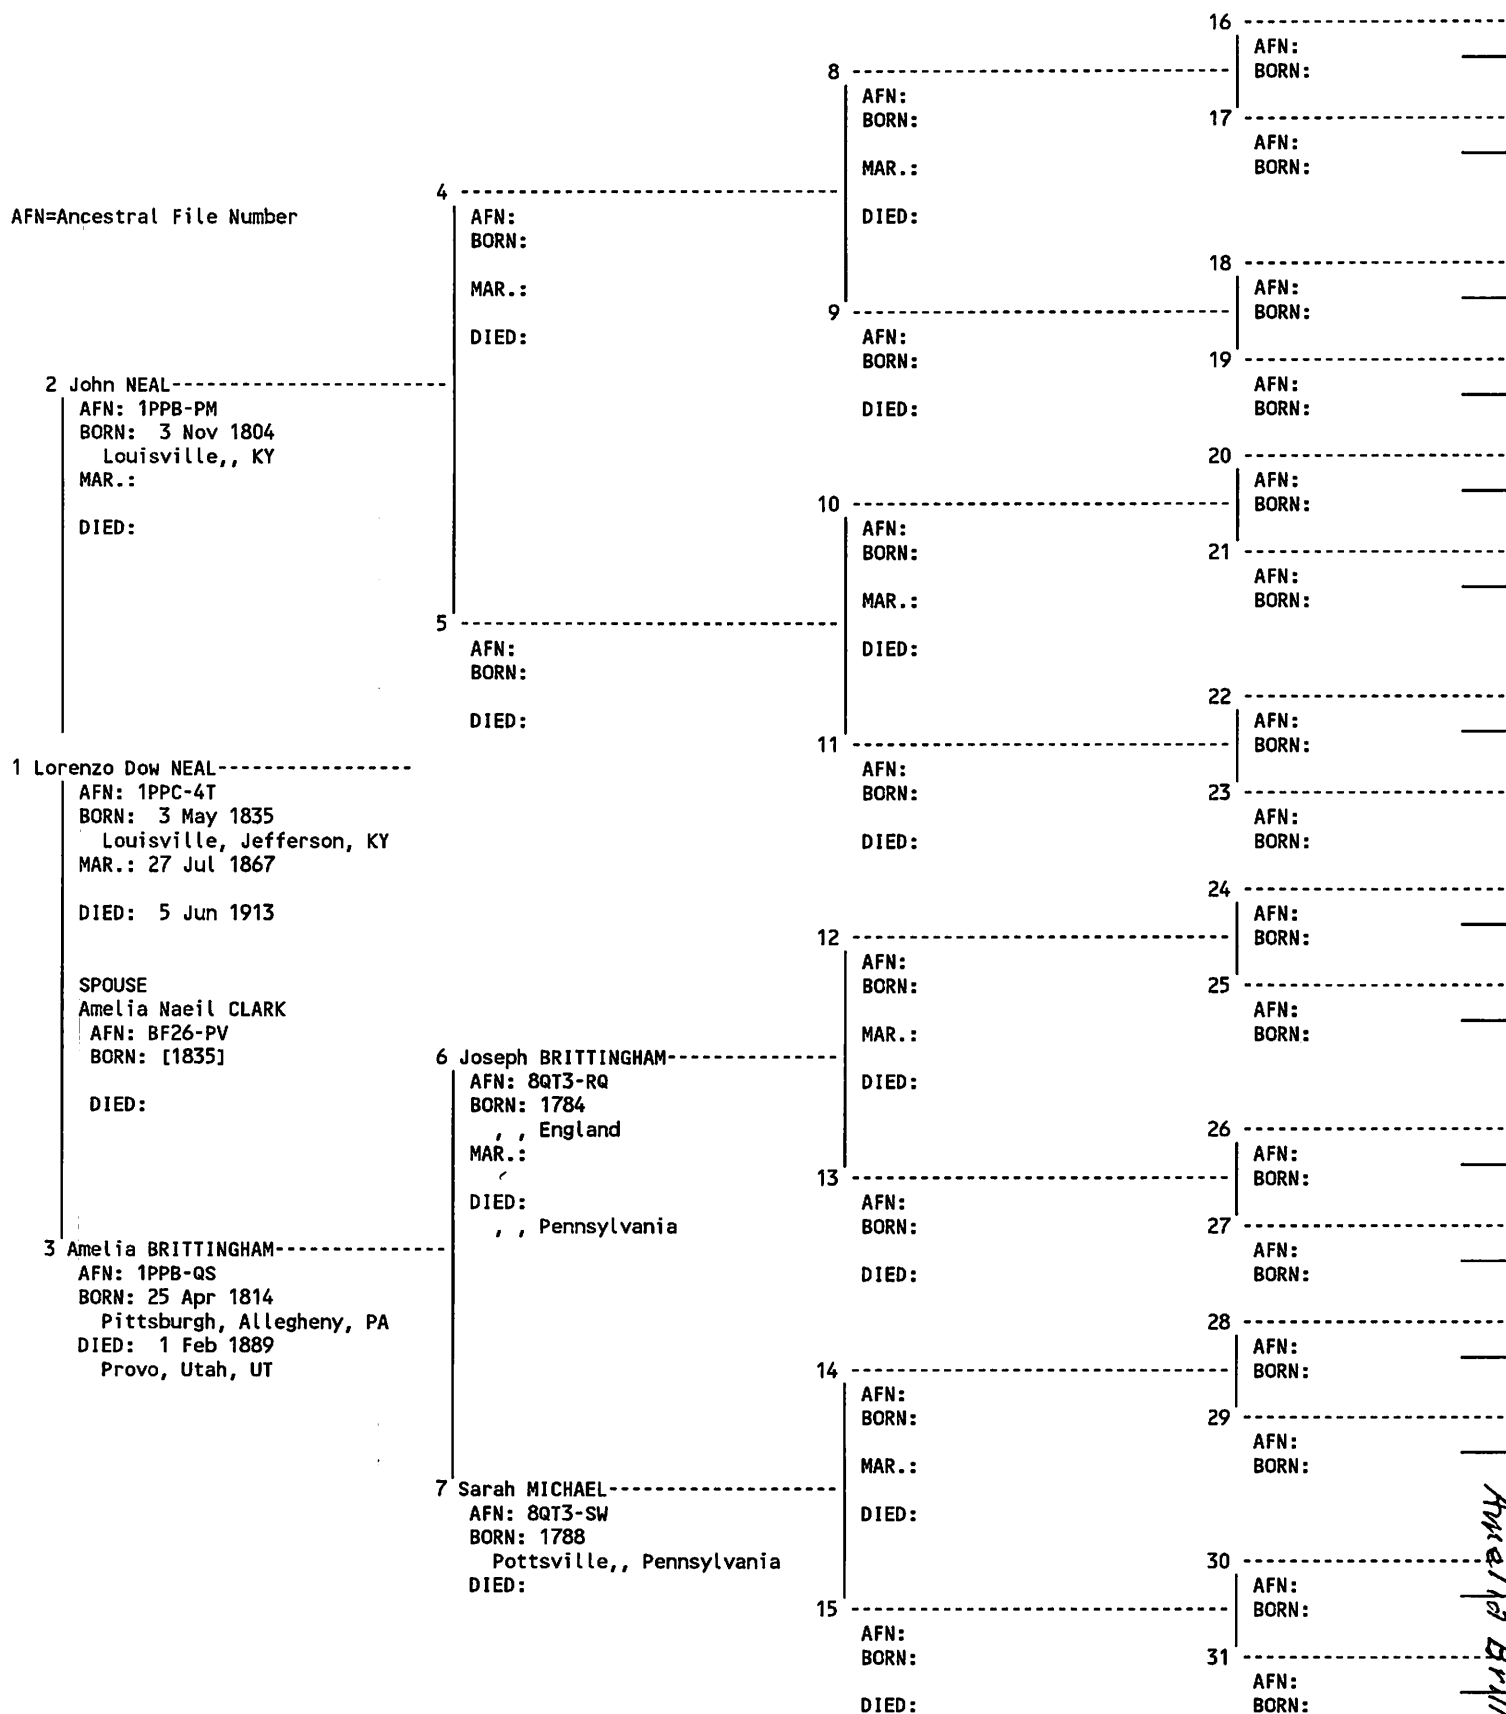 AFN=Ancestral File Number
1 Lorenzo Dow NEAL
AFN: 1PPC-4T
BORN: 3 May 1835
Louisville, Jefferson, KY
MAR.: 27 Jul 1867
DIED: 5 Jun 1913
SPOUSE
Amelia Naeil CLARK
AFN: BF26-PV
BORN: [1835]
DIED:
2 John NEAL
AFN: 1PPB-PM
BORN: 3 Nov 1804
Louisville,, KY
MAR.:
DIED:
3 Amelia BRITTINGHAM
AFN: 1PPB-QS
BORN: 25 Apr 1814
Pittsburgh, Allegheny, PA
DIED: 1 Feb 1889
Provo, Utah, UT
4
AFN:
BORN:
MAR.:
DIED:
5
AFN:
BORN:
DIED:
6 Joseph BRITTINGHAM
AFN: 8QT3-RQ
BORN: 1784
, , England
MAR.:
DIED:
, , Pennsylvania
7 Sarah MICHAEL
AFN: 8QT3-SW
BORN: 1788
Pottsville,, Pennsylvania
DIED:
8
AFN:
BORN:
MAR.:
DIED:
9
AFN:
BORN:
DIED:
10
AFN:
BORN:
MAR.:
DIED:
11
AFN:
BORN:
DIED:
12
AFN:
BORN:
MAR.:
DIED:
13
AFN:
BORN:
DIED:
14
AFN:
BORN:
MAR.:
DIED:
15
AFN:
BORN:
DIED:
16
AFN:
BORN:
17
AFN:
BORN:
18
AFN:
BORN:
19
AFN:
BORN:
20
AFN:
BORN:
21
AFN:
BORN:
22
AFN:
BORN:
23
AFN:
BORN:
24
AFN:
BORN:
25
AFN:
BORN:
26
AFN:
BORN:
27
AFN:
BORN:
28
AFN:
BORN:
29
AFN:
BORN:
30
AFN:
BORN:
31
AFN:
BORN:
Amelia